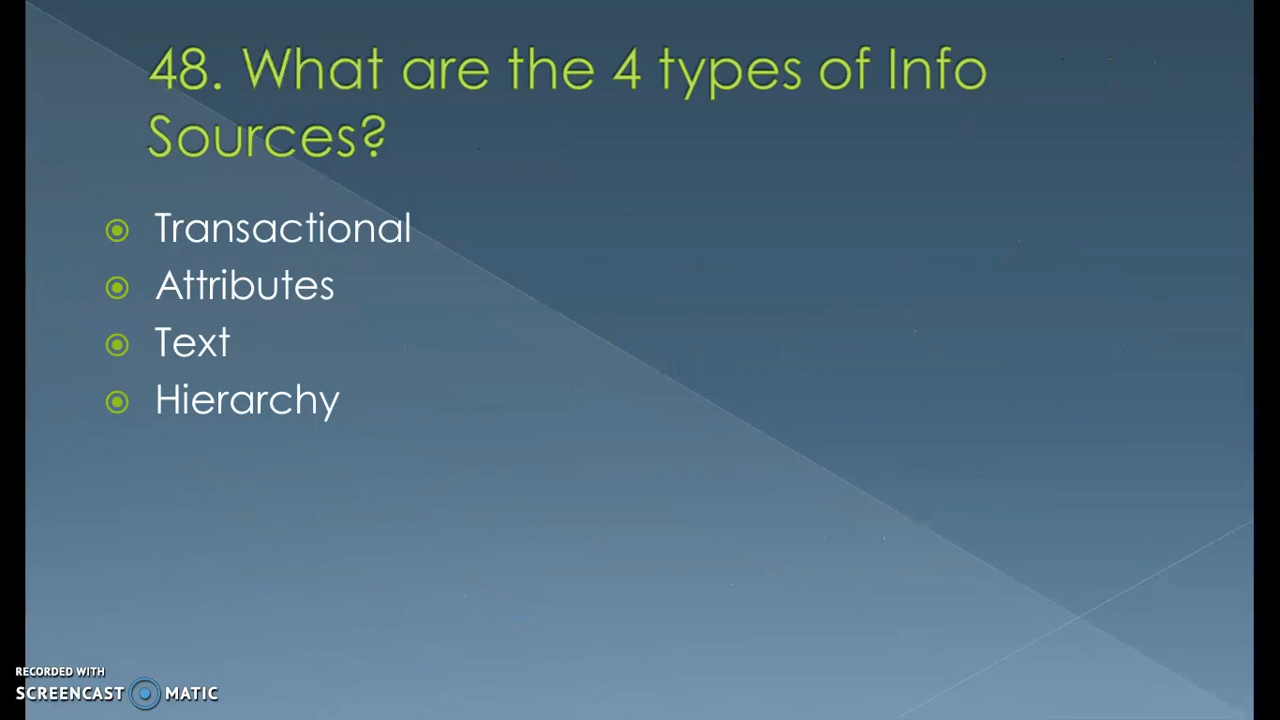 48. What are the 4 types of Info
Sources?
Transactional
Attributes
Text
Hierarchy
RECORDED WITH
SCREENCAST MATIC